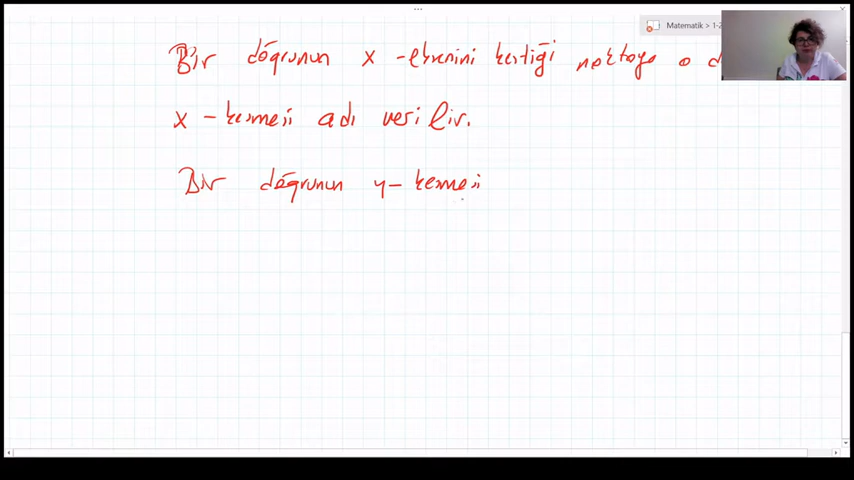 Matematik > 1-2
Bir doğrunun x -eksenini kestiği noktaya o d
x - kesmesi adı verilir.
Bir doğrunun y- kesmesi